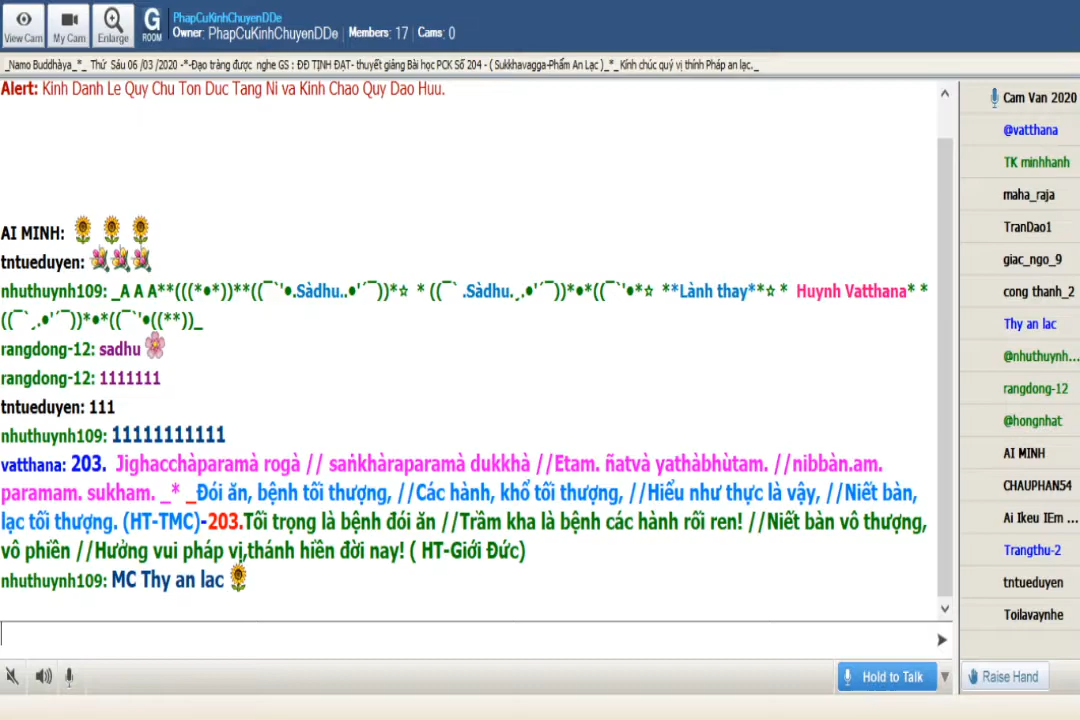 View Cam
My Cam
Enlarge
G
ROOM
PhapCuKinhChuyenDDe
Owner: PhapCuKinhChuyenDDe | Members: 17 | Cams: 0
_Namo Buddhàya_*_ Thứ Sáu 06 /03 /2020 -*-Đạo tràng được nghe GS : ĐĐ TỊNH ĐẠT- thuyết giảng Bài học PCK Số 204 - ( Sukkhavagga-Phẩm An Lạc )_*_Kính chúc quý vị thính Pháp an lạc._
Alert: Kinh Danh Le Quy Chu Ton Duc Tang Ni va Kinh Chao Quy Dao Huu.
AI MINH:
tntueduyen:
nhuthuynh109: _A A A**(((*•*))**((¯`'•.Sàdhu..•'´¯))*☆ * ((¯` .Sàdhu.¸.•'´¯))*•*((¯`'•*☆ **Lành thay**☆* Huynh Vatthana* *
((¯`¸.•'´¯))*•*((¯`'•((**))_
rangdong-12: sadhu
rangdong-12: 1111111
tntueduyen: 111
nhuthuynh109: 11111111111
vatthana: 203. Jighacchàparamà rogà // saṅkhàraparamà dukkhà //Etam. ñatvà yathàbhùtam. //nibbàn.am.
paramam. sukham. _* _Đói ăn, bệnh tối thượng, //Các hành, khổ tối thượng, //Hiểu như thực là vậy, //Niết bàn,
lạc tối thượng. (HT-TMC)-203.Tối trọng là bệnh đói ăn //Trầm kha là bệnh các hành rối ren! //Niết bàn vô thượng,
vô phiền //Hưởng vui pháp vị,thánh hiền đời nay! ( HT-Giới Đức)
nhuthuynh109: MC Thy an lac
Hold to Talk
Cam Van 2020
@vatthana
TK minhhanh
maha_raja
TranDao1
giac_ngo_9
cong thanh_2
Thy an lac
@nhuthuynh...
rangdong-12
@hongnhat
AI MINH
CHAUPHAN54
Ai Ikeu IEm ...
Trangthu-2
tntueduyen
Toilavaynhe
Raise Hand